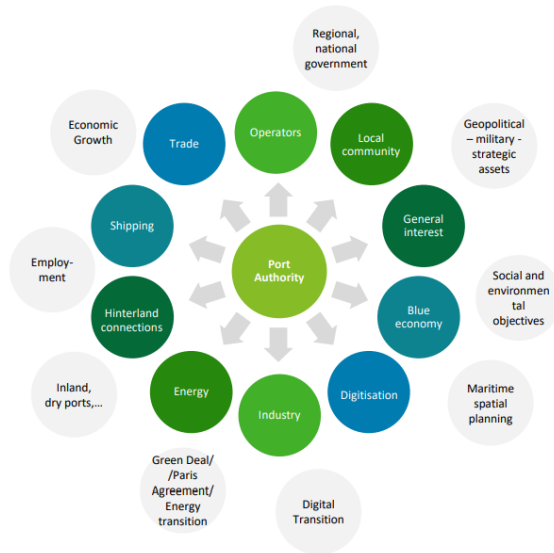 Regional,
national
government
Economic
Growth
Trade
Operators
Local
community
Geopolitical
– military -
strategic
assets
Shipping
General
interest
Employ-
ment
Port
Authority
Social and
environmen
tal
objectives
Hinterland
connections
Blue
economy
Inland,
dry ports,...
Energy
Industry
Digitisation
Maritime
spatial
planning
Green Deal/
/Paris
Agreement/
Energy
transition
Digital
Transition